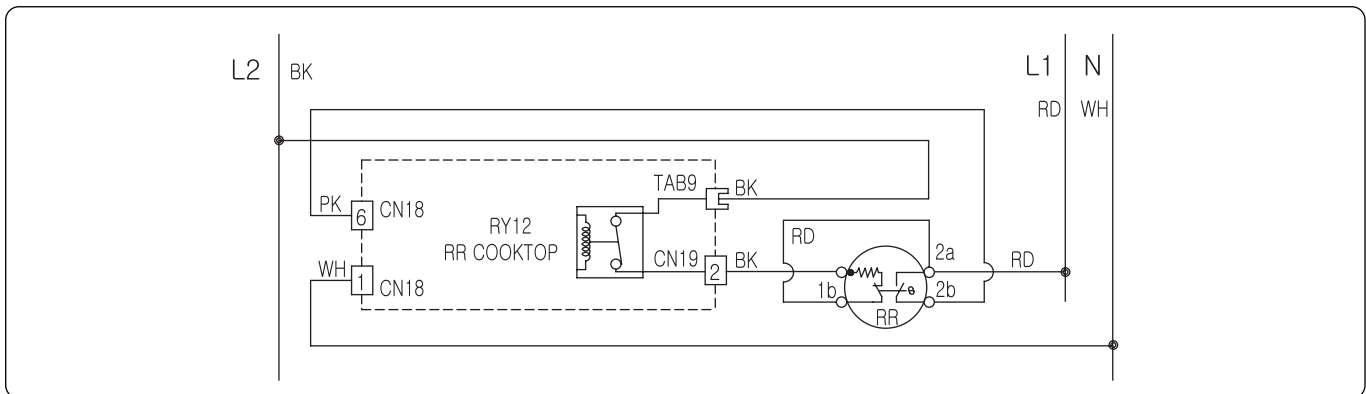 L2
BK
L1
N
RD
WH
TAB9
BK
PK
6
CN18
RY12
RR COOKTOP
RD
2a
WH
CN19
BK
RD
1
CN18
2
1b
2b
θ
RR